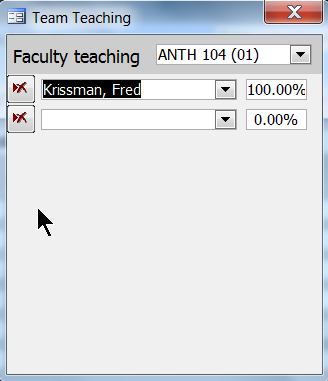 Team Teaching
Faculty teaching ANTH 104 (01)
Krissman, Fred 100.00%
0.00%